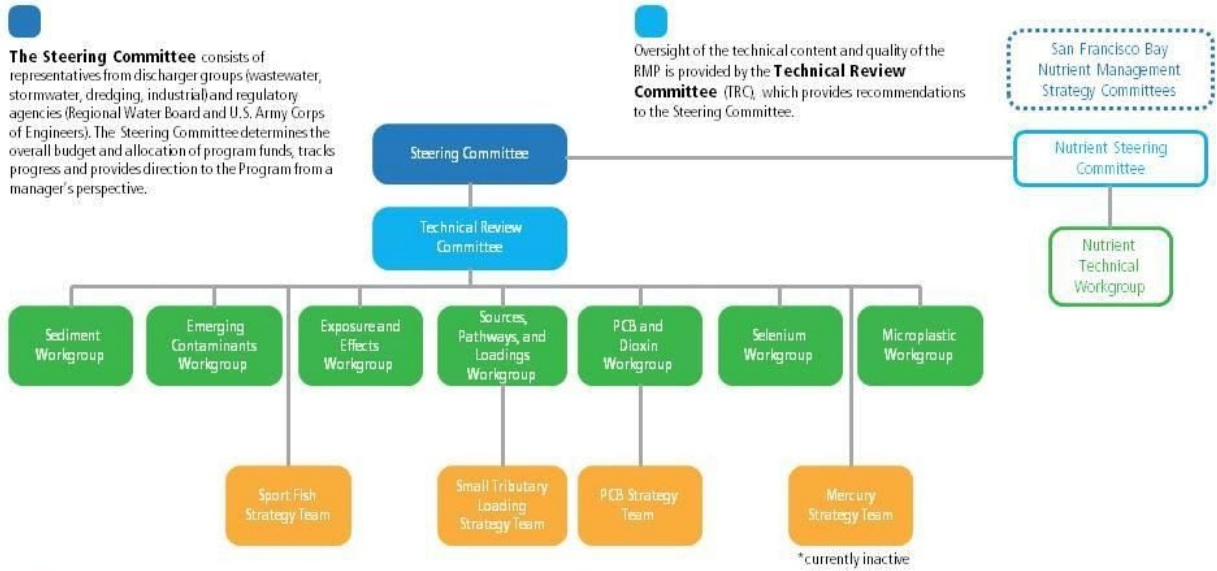 The Steering Committee consists of
representatives from discharger groups (wastewater,
stormwater, dredging, industrial) and regulatory
agencies (Regional Water Board and U.S. Army Corps
of Engineers). The Steering Committee determines the
overall budget and allocation of program funds, tracks
progress and provides direction to the Program from a
manager's perspective.
Oversight of the technical content and quality of the
RMP is provided by the Technical Review
Committee (TRC), which provides recommendations
to the Steering Committee.
San Francisco Bay
Nutrient Management
Strategy Committees
Steering Committee
Nutrient Steering
Committee
Technical Review
Committee
Nutrient
Technical
Workgroup
Sediment
Workgroup
Emerging
Contaminants
Workgroup
Exposure and
Effects
Workgroup
Sources,
Pathways, and
Loadings
Workgroup
PCB and
Dioxin
Workgroup
Selenium
Workgroup
Microplastic
Workgroup
Sport Fish
Strategy Team
Small Tributary
Loading
Strategy Team
PCB Strategy
Team
Mercury
Strategy Team
*currently inactive